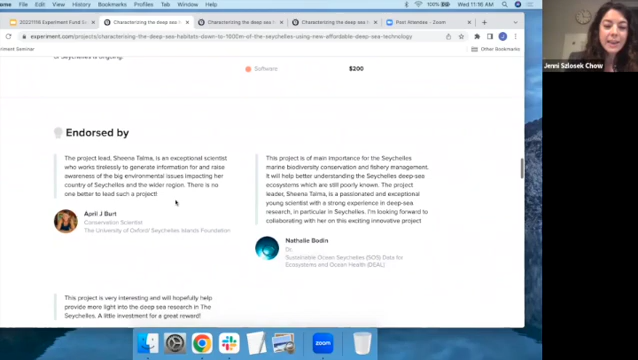 File Edit View History Bookmarks Profiles Tab Window Help
100%
Wed Nov 9 11:16 AM
20221109 Experiment Fund
Characterizing the deep sea
Characterizing the deep sea
Characterizing the deep sea
Post Attendee - Zoom
experiment.com/projects/characterising-the-deep-sea-habitats-down-to-1000m-of-the-seychelles-using-new-affordable-deep-sea-technology
Other Bookmarks
Software
$200
Endorsed by
The project lead, Sheena Talma, is an exceptional scientist
who works tirelessly to generate information for and raise
awareness of the big environmental issues impacting her
country of Seychelles and the wider region. There is no
one better to lead such a project!
April J Burt
Conservation Scientist
The University of Oxford/ Seychelles Islands Foundation
This project is of main importance for the Seychelles
marine biodiversity conservation and fishery management.
It will help better understanding the Seychelles deep-sea
ecosystems which are still poorly known. The project
leader, Sheena Talma, is a passionated and exceptional
young scientist with a strong experience in deep-sea
research, in particular in Seychelles. I'm looking forward to
collaborating with her on this exciting innovative project
Nathalie Bodin
Dr.
Sustainable Ocean Seychelles (SOS) Data for
Ecosystems and Ocean Health (DEAL)
This project is very interesting and will hopefully help
provide more light into the deep sea research in The
Seychelles. A little investment for a great reward!
zoom
Jenni Szlosek Chow